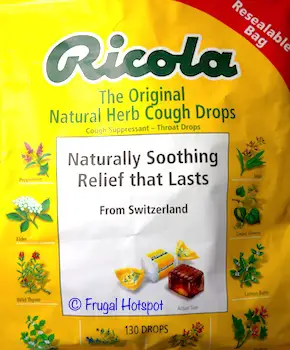 Resealable
Bag
Ricola
The Original
Natural Herb Cough Drops
Cough Suppressant – Throat Drops
Naturally Soothing
Relief that Lasts
From Switzerland
Elder
Wild Thyme
© Frugal Hotspot
130 DROPS